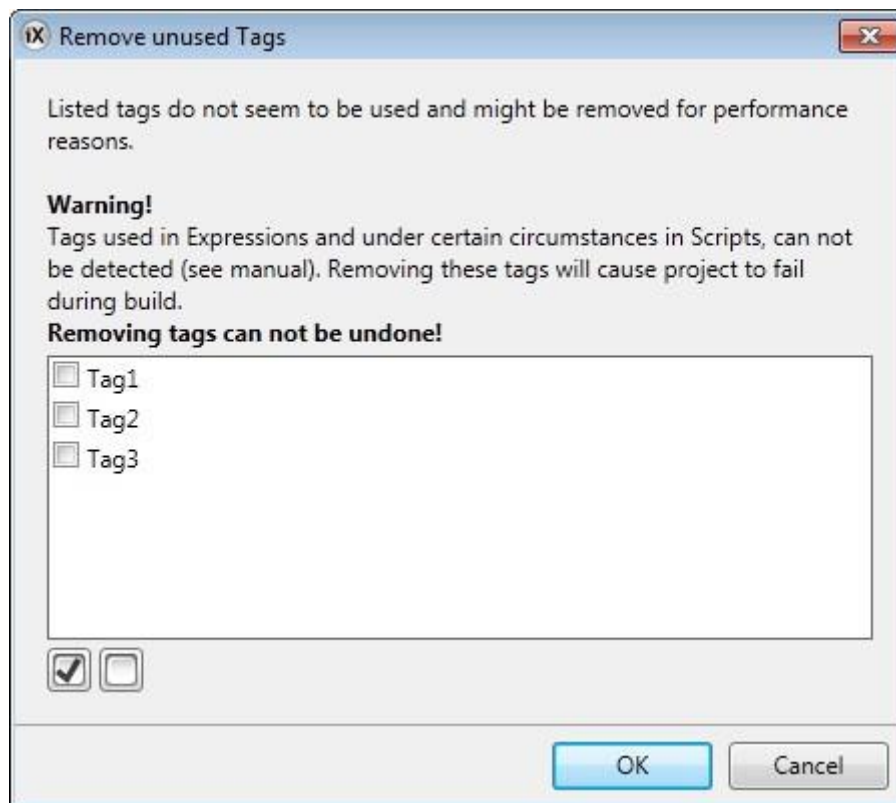 iX Remove unused Tags
Listed tags do not seem to be used and might be removed for performance
reasons.
Warning!
Tags used in Expressions and under certain circumstances in Scripts, can not
be detected (see manual). Removing these tags will cause project to fail
during build.
Removing tags can not be undone!
Tag1
Tag2
Tag3
OK Cancel